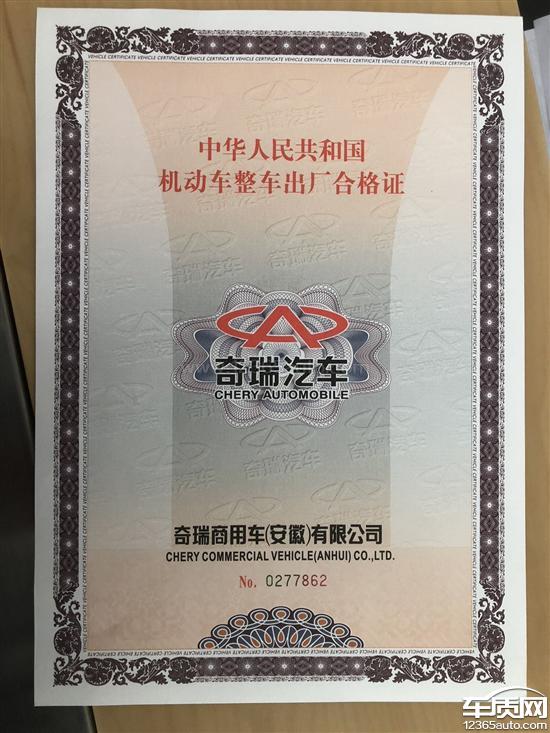 中华人民共和国
机动车整车出厂合格证
奇瑞汽车
CHERY AUTOMOBILE
奇瑞商用车(安徽)有限公司
CHERY COMMERCIAL VEHICLE(ANHUI) CO.,LTD.
No. 0277862
车质网
12365auto.com